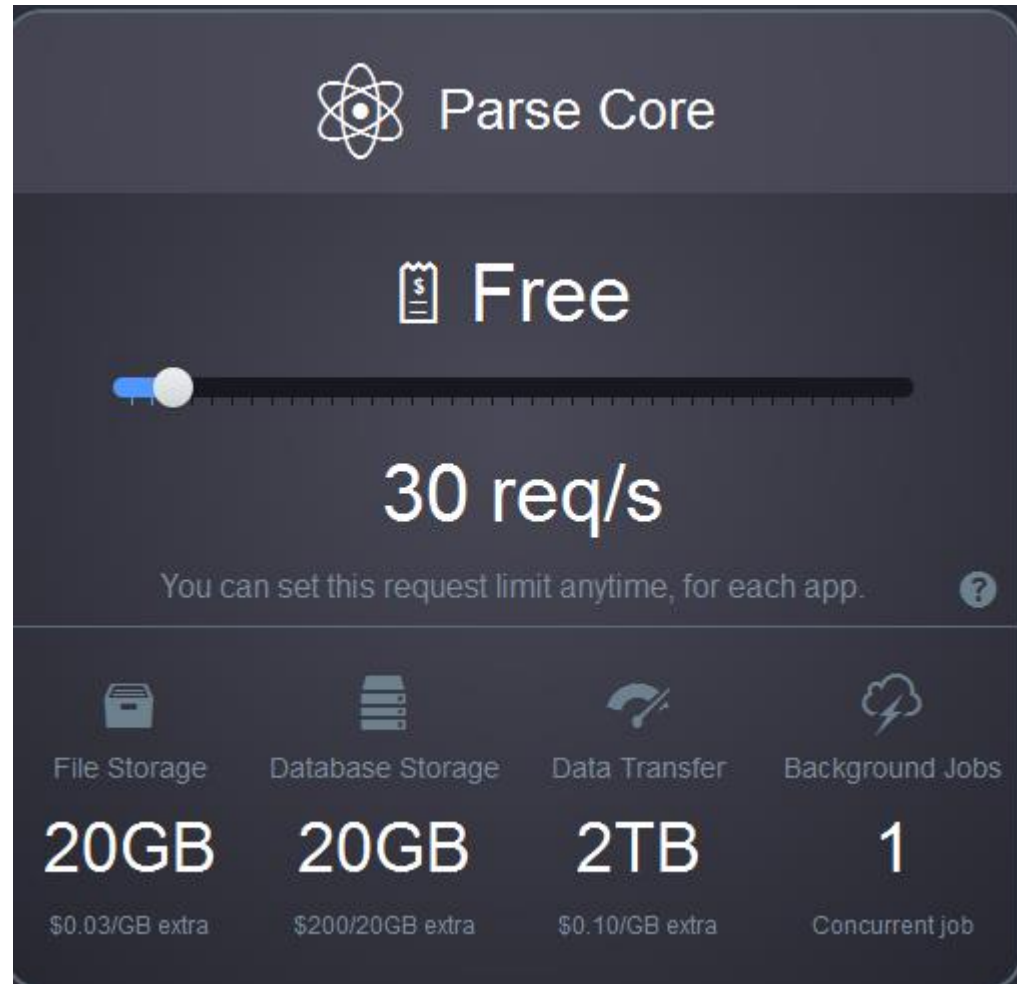 Parse Core
$ Free
30 req/s
You can set this request limit anytime, for each app. ?
File Storage Database Storage Data Transfer Background Jobs
20GB 20GB 2TB 1
$0.03/GB extra $200/20GB extra $0.10/GB extra Concurrent job